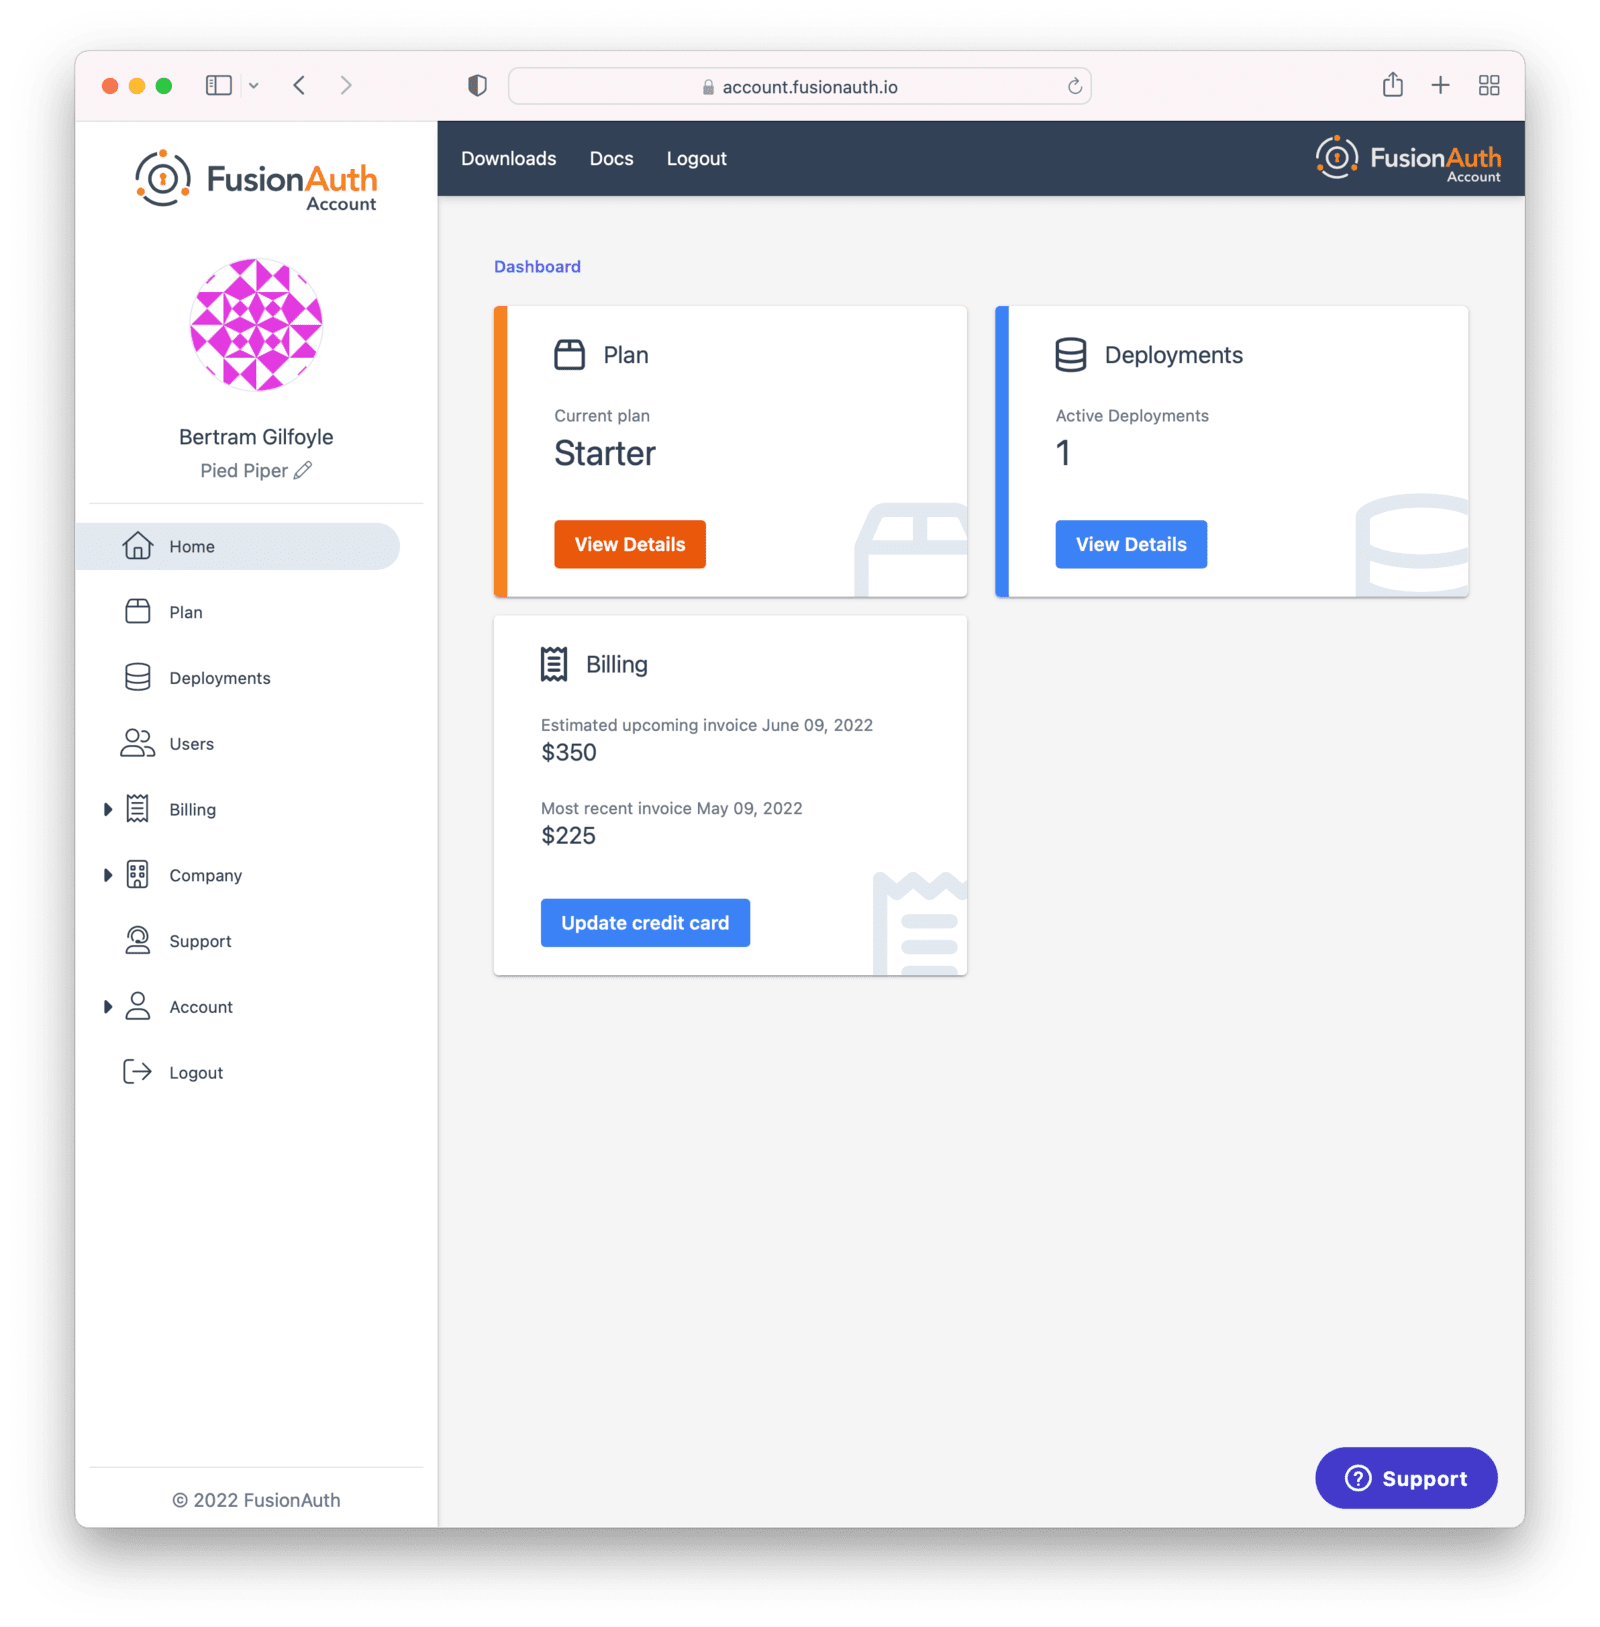 account.fusionauth.io
FusionAuth
Account
Downloads Docs Logout
FusionAuth
Account
Bertram Gilfoyle
Pied Piper
Home
Plan
Deployments
Users
Billing
Company
Support
Account
Logout
© 2022 FusionAuth
Dashboard
Plan
Current plan
Starter
View Details
Deployments
Active Deployments
1
View Details
Billing
Estimated upcoming invoice June 09, 2022
$350
Most recent invoice May 09, 2022
$225
Update credit card
? Support